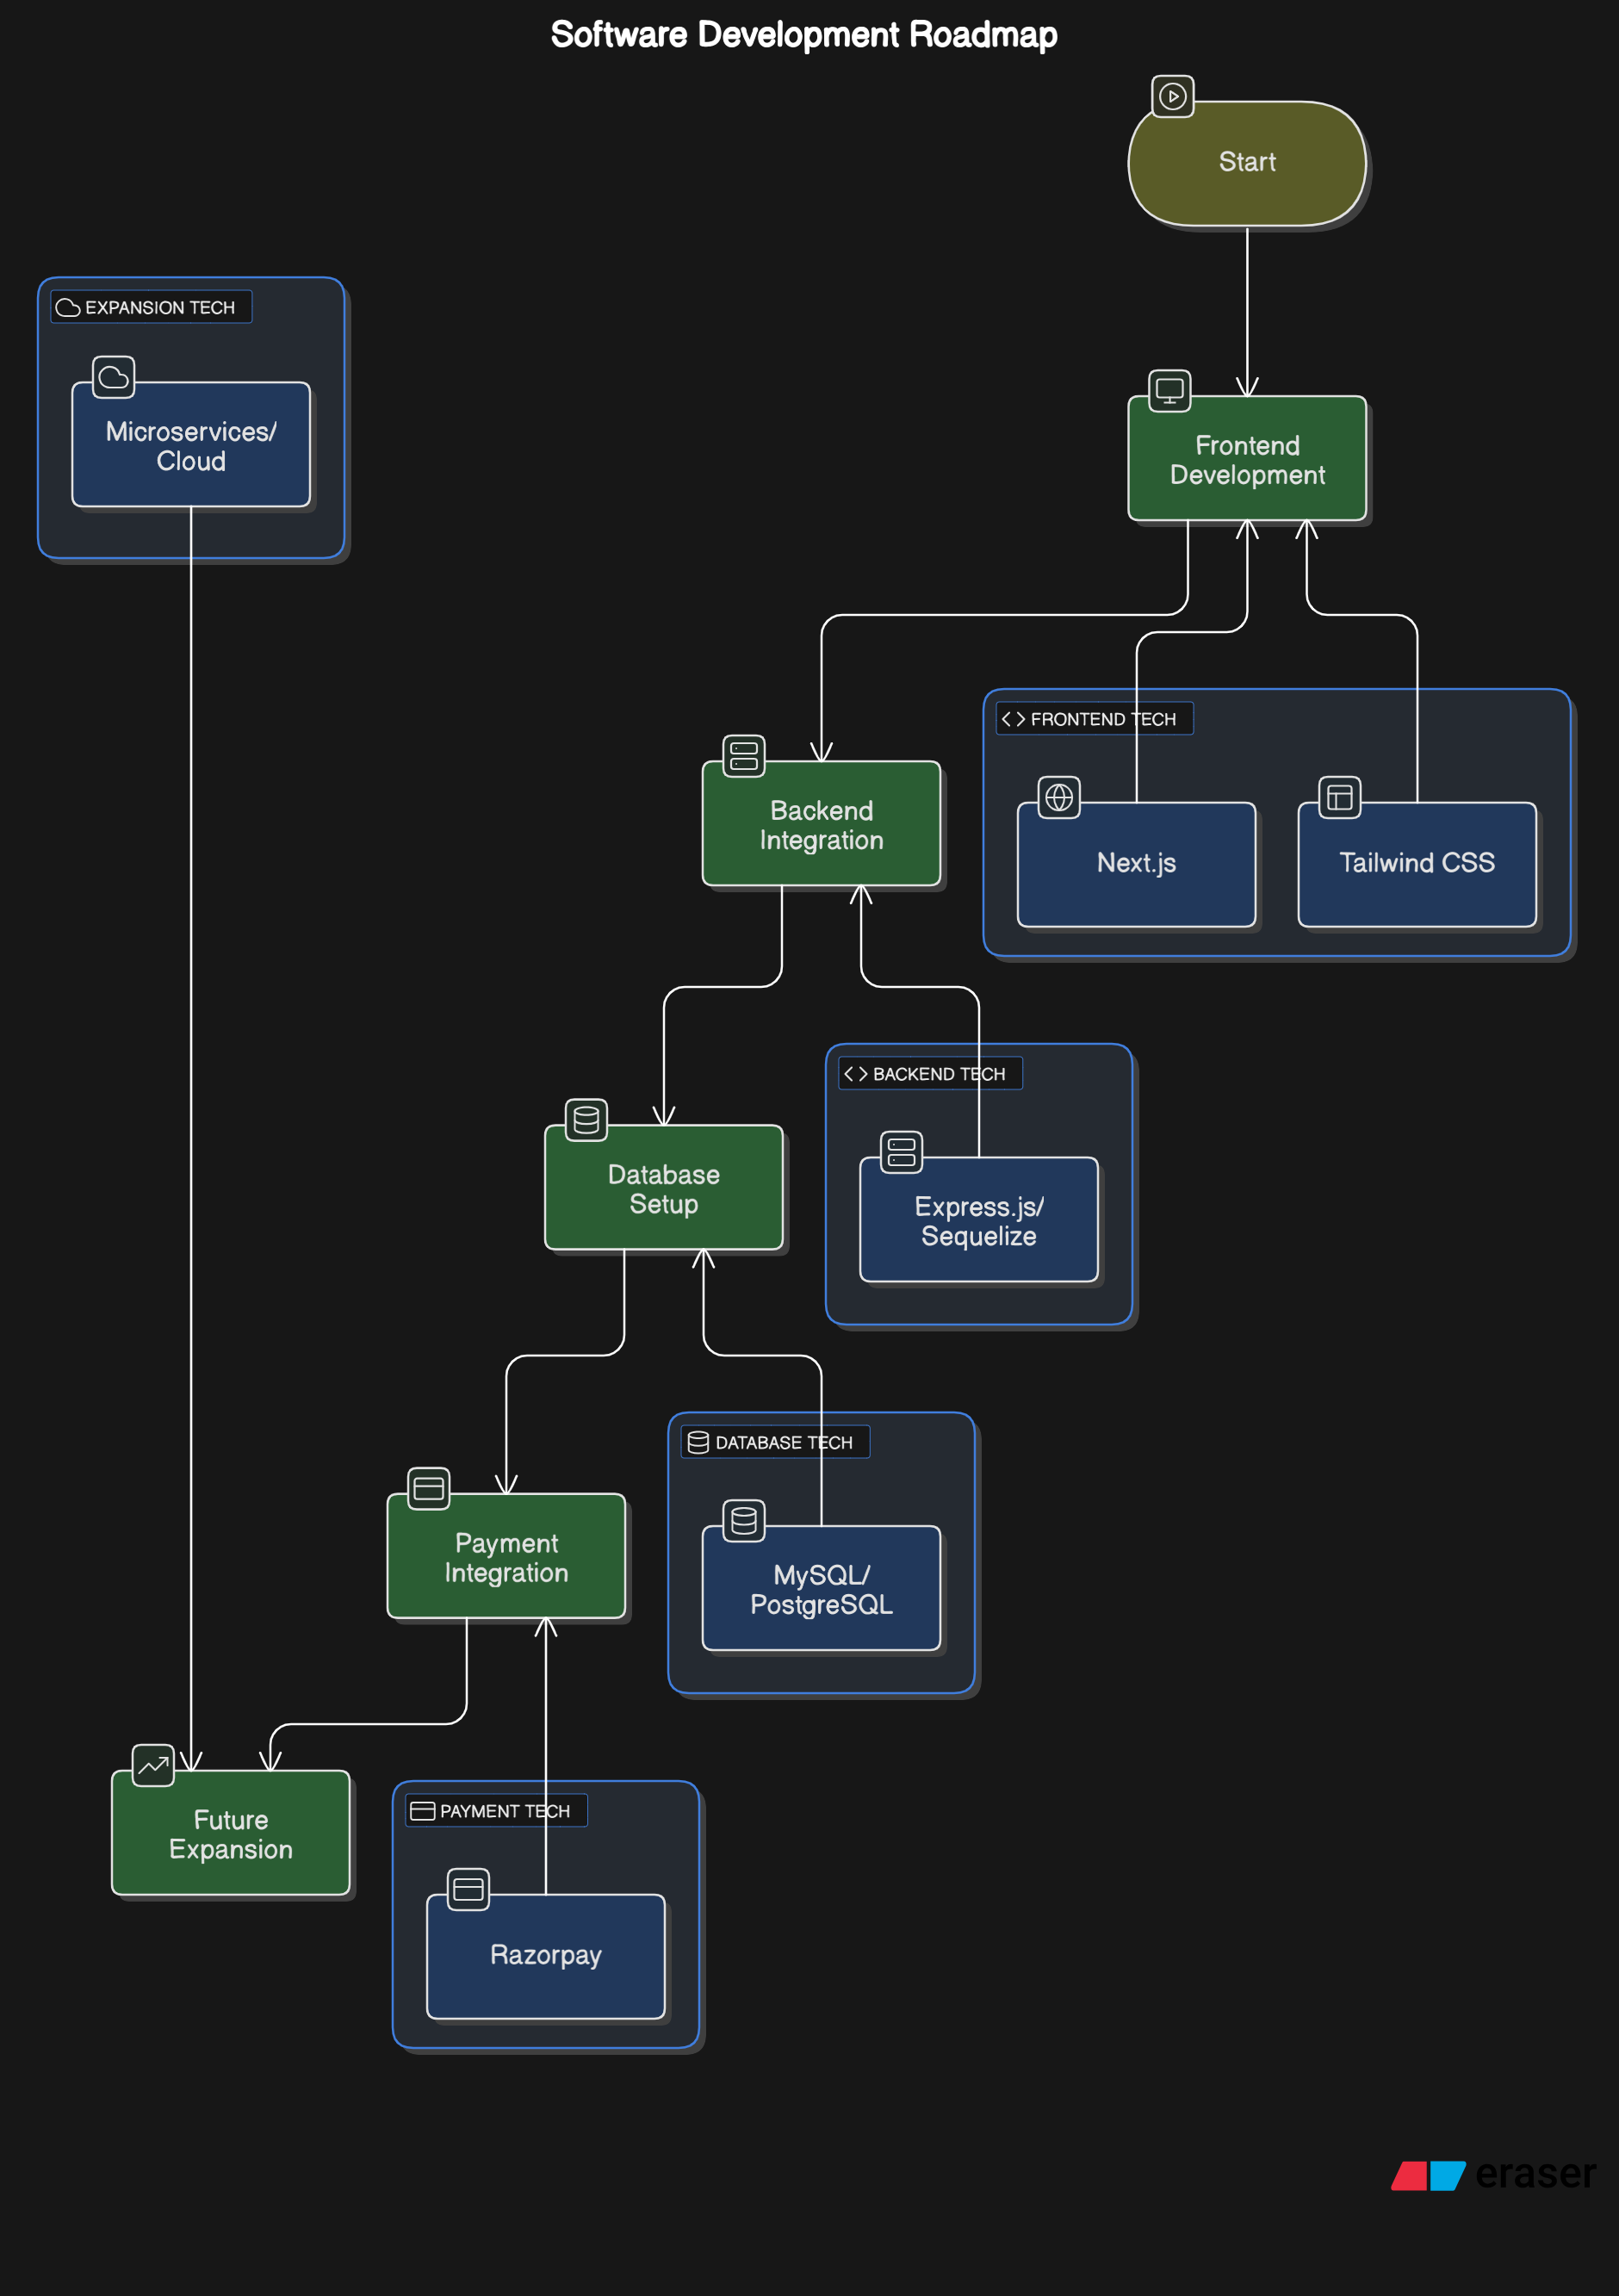 Software Development Roadmap
Start
EXPANSION TECH
Microservices/
Cloud
Frontend
Development
FRONTEND TECH
Next.js
Tailwind CSS
Backend
Integration
BACKEND TECH
Express.js/
Sequelize
Database
Setup
DATABASE TECH
MySQL/
PostgreSQL
Payment
Integration
PAYMENT TECH
Razorpay
Future
Expansion
eraser